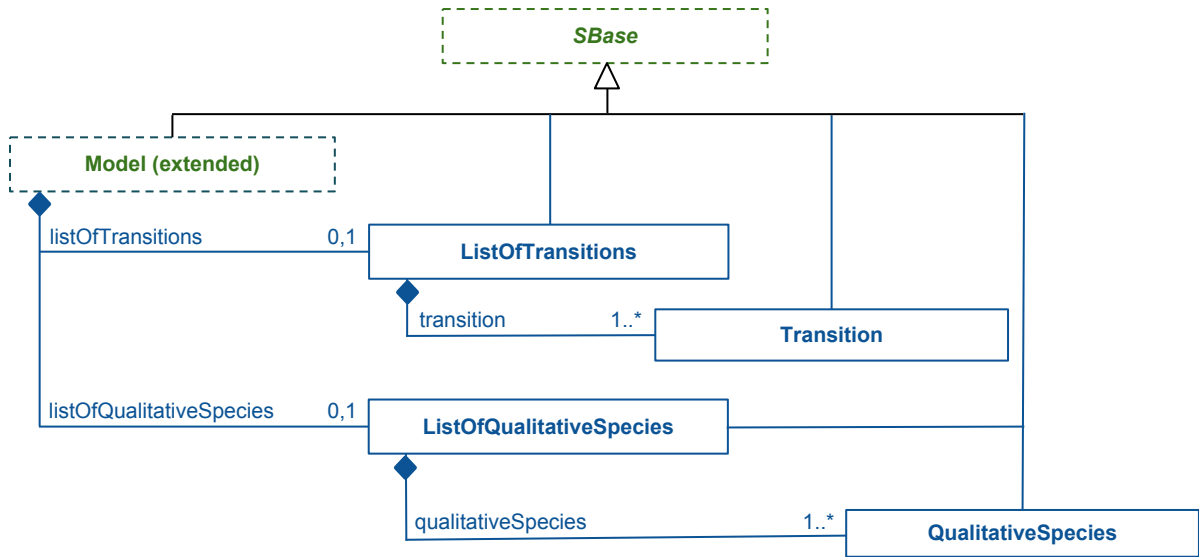 SBase
Model (extended)
listOfTransitions 0,1
ListOfTransitions
transition 1..*
Transition
listOfQualitativeSpecies 0,1
ListOfQualitativeSpecies
qualitativeSpecies 1..*
QualitativeSpecies